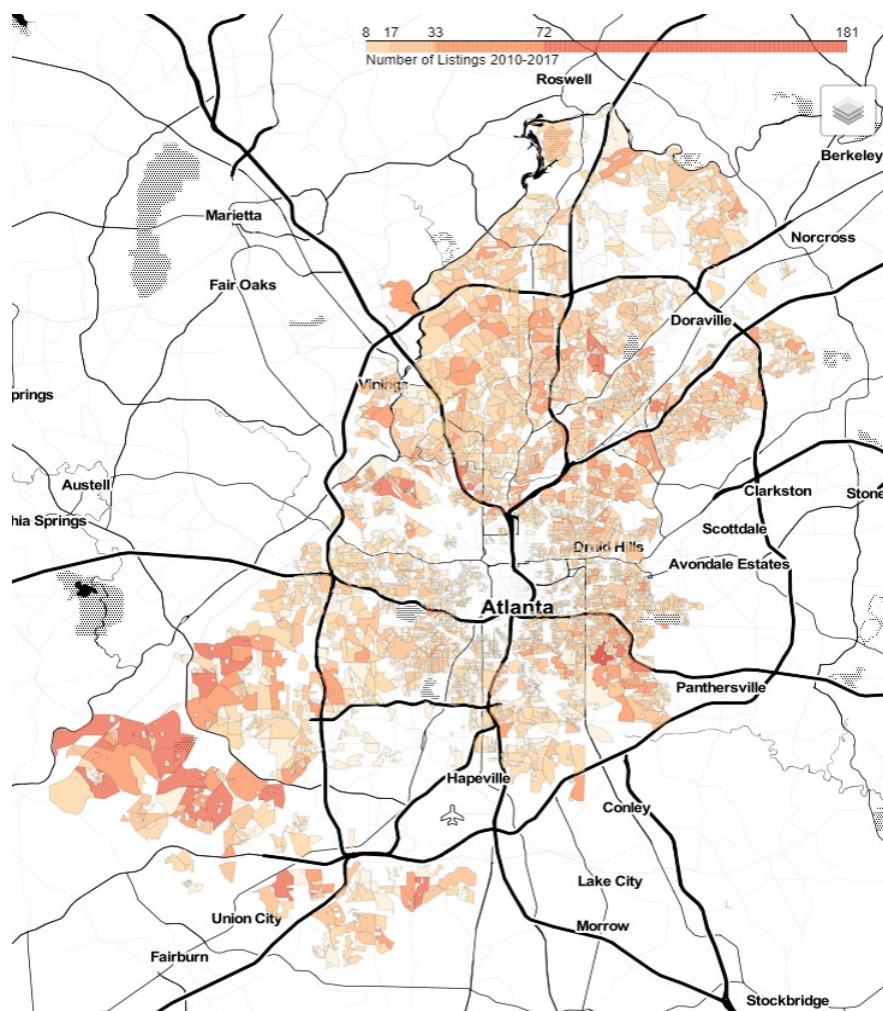 8 17 33 72 181
Number of Listings 2010-2017
Roswell
Berkeley
Marietta
Norcross
Fair Oaks
Doraville
Vinings
prings
Austell
Clarkston
Stone
hia Springs
Scottdale
Druid Hills
Avondale Estates
Atlanta
Panthersville
Hapeville
Conley
Lake City
Union City
Morrow
Fairburn
Stockbridge